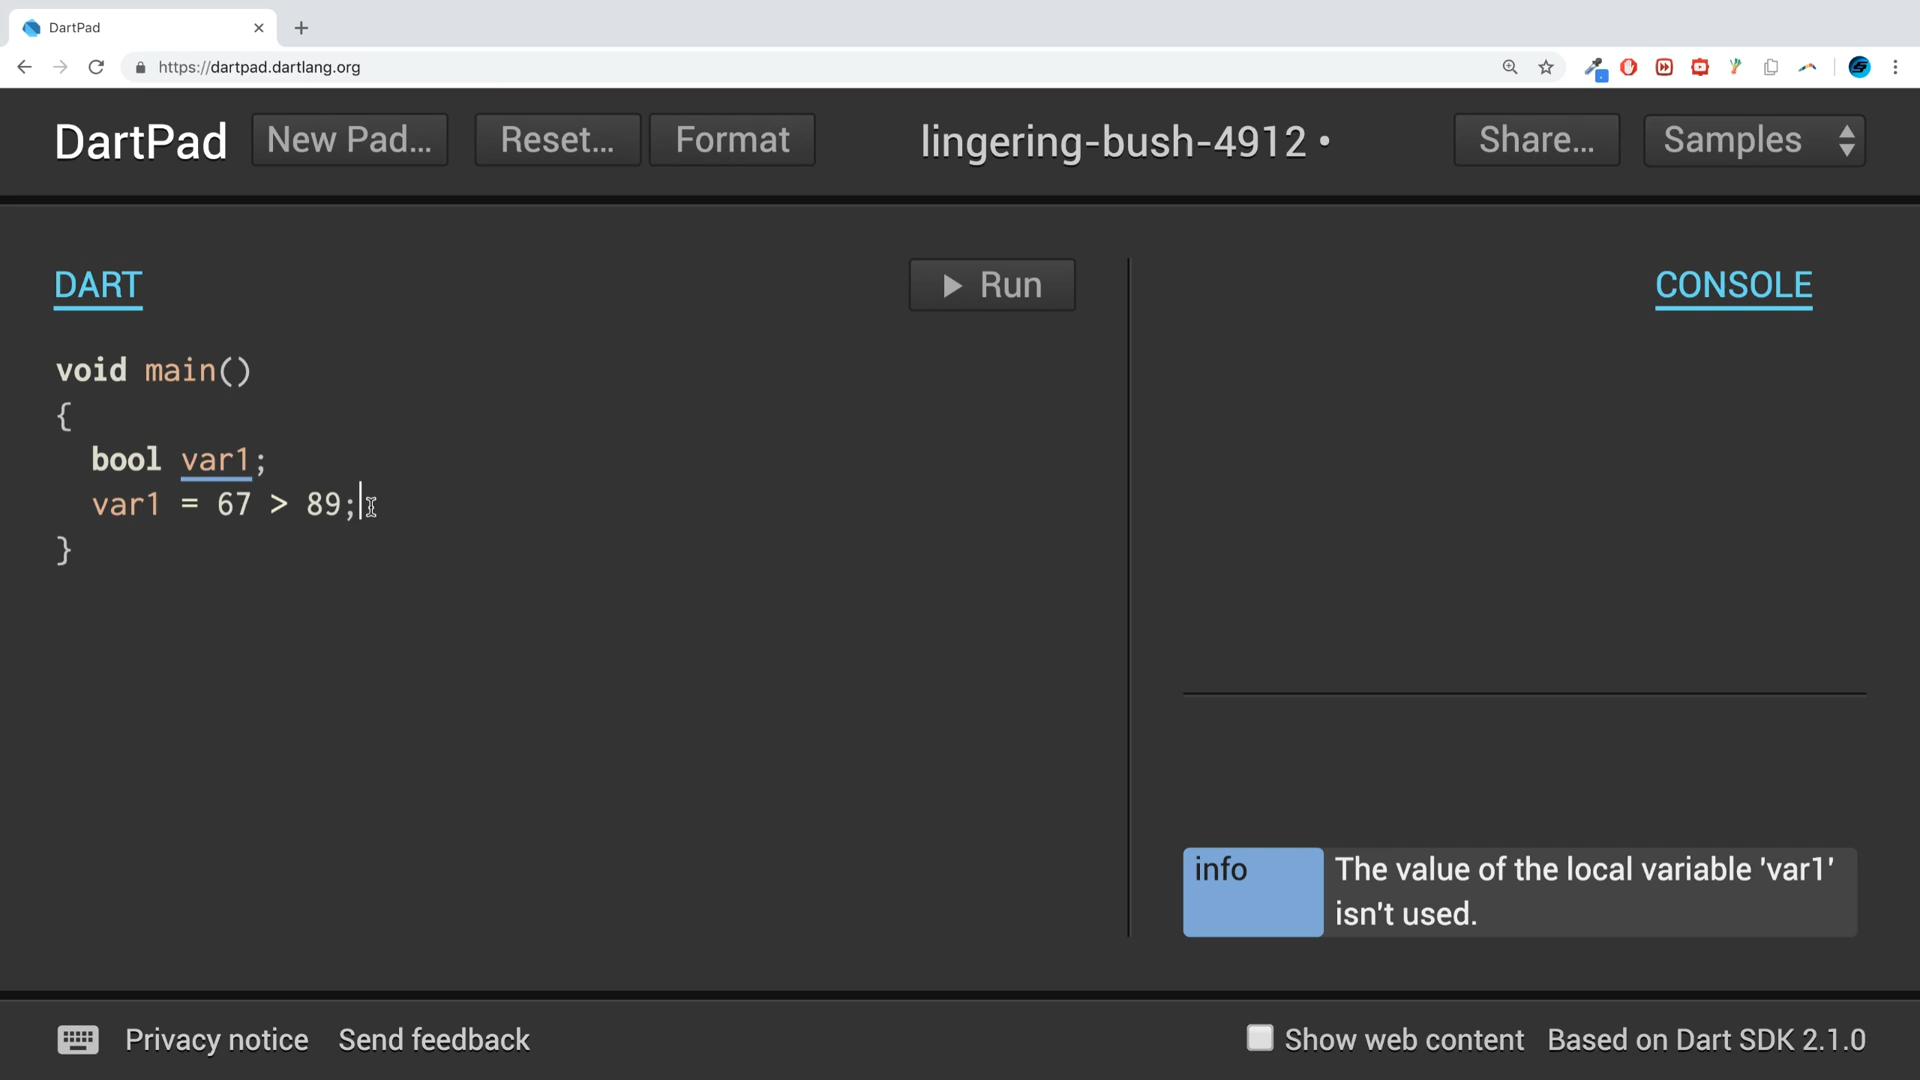 DartPad
https://dartpad.dartlang.org
DartPad
New Pad...
Reset...
Format
lingering-bush-4912 •
Share...
Samples
DART
Run
CONSOLE
void main()
{
bool var1;
var1 = 67 > 89;
}
info
The value of the local variable 'var1'
isn't used.
Privacy notice
Send feedback
Show web content
Based on Dart SDK 2.1.0